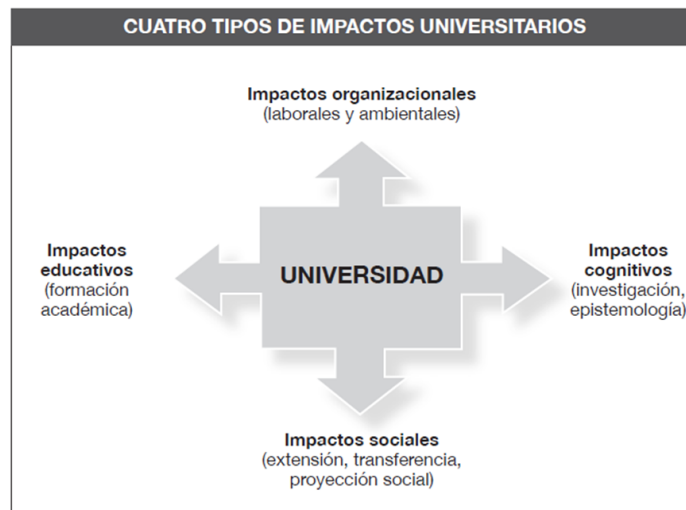 CUATRO TIPOS DE IMPACTOS UNIVERSITARIOS
Impactos organizacionales
(laborales y ambientales)
Impactos
educativos
(formación
académica)
UNIVERSIDAD
Impactos
cognitivos
(investigación,
epistemología)
Impactos sociales
(extensión, transferencia,
proyección social)